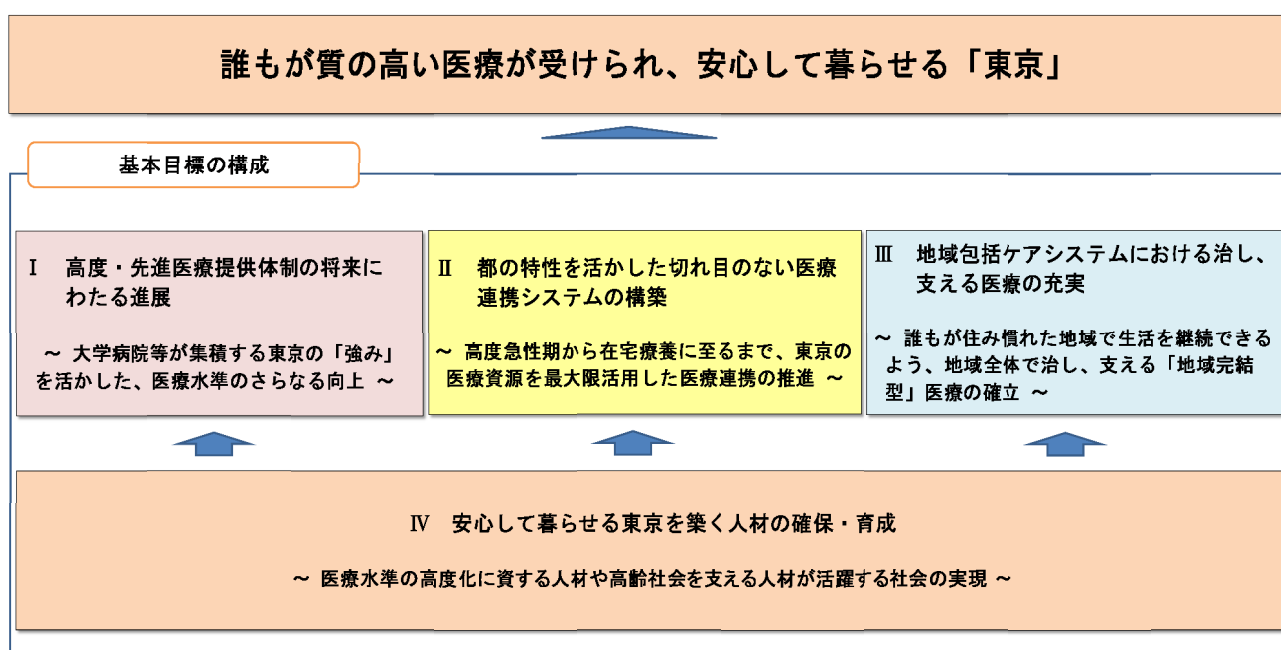 誰もが質の高い医療が受けられ、安心して暮らせる「東京」
基本目標の構成
Ⅰ 高度・先進医療提供体制の将来に
わたる進展
～ 大学病院等が集積する東京の「強み」
を活かした、医療水準のさらなる向上 ～
Ⅱ 都の特性を活かした切れ目のない医療
連携システムの構築
～ 高度急性期から在宅療養に至るまで、東京の
医療資源を最大限活用した医療連携の推進 ～
Ⅲ 地域包括ケアシステムにおける治し、
支える医療の充実
～ 誰もが住み慣れた地域で生活を継続できる
よう、地域全体で治し、支える「地域完結
型」医療の確立 ～
Ⅳ 安心して暮らせる東京を築く人材の確保・育成
～ 医療水準の高度化に資する人材や高齢社会を支える人材が活躍する社会の実現 ～